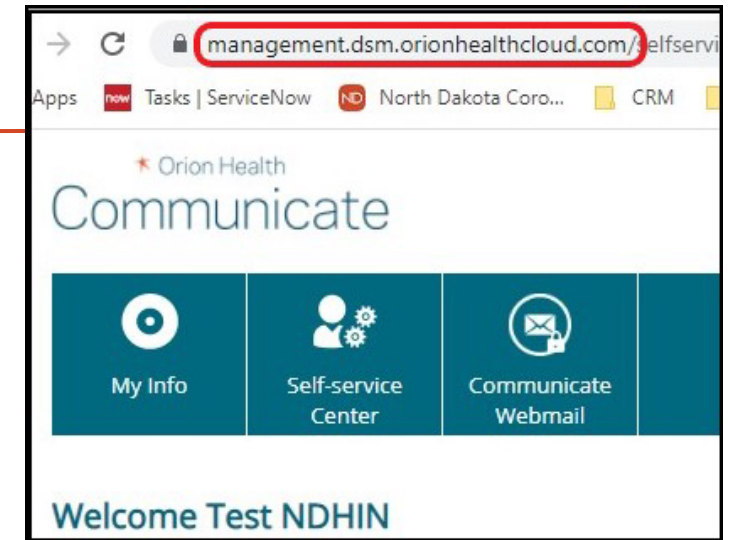 management.dsm.orionhealthcloud.com/selfservi
Apps now Tasks | ServiceNow ND North Dakota Coro... CRM
Orion Health
Communicate
My Info Self-service Center Communicate Webmail
Welcome Test NDHIN